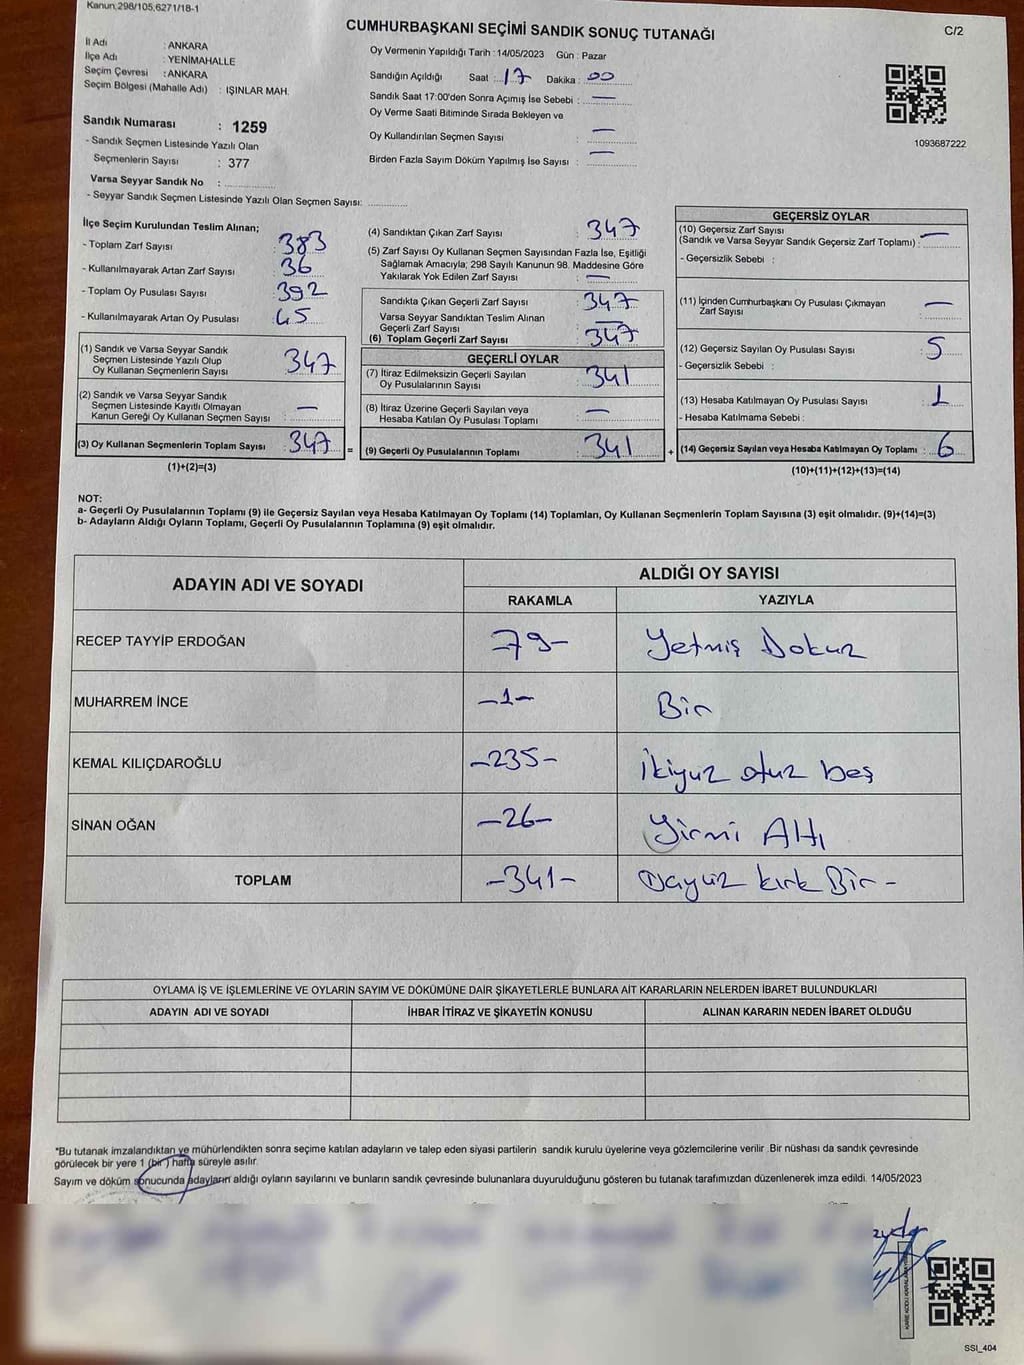 Kanun,298/105,6271/18-1
CUMHURBAŞKANI SEÇİMİ SANDIK SONUÇ TUTANAĞI
C/2
İl Adı : ANKARA
İlçe Adı : YENİMAHALLE
Seçim Çevresi : ANKARA
Seçim Bölgesi (Mahalle Adı) : IŞINLAR MAH.
Sandık Numarası : 1259
- Sandık Seçmen Listesinde Yazılı Olan
Seçmenlerin Sayısı : 377
Varsa Seyyar Sandık No :
- Seyyar Sandık Seçmen Listesinde Yazılı Olan Seçmen Sayısı:
Oy Vermenin Yapıldığı Tarih : 14/05/2023 Gün : Pazar
Sandığın Açıldığı Saat : 17 Dakika : 00
Sandık Saat 17:00'den Sonra Açımış İse Sebebi : —
Oy Verme Saati Bitiminde Sırada Bekleyen ve
Oy Kullandırılan Seçmen Sayısı : —
Birden Fazla Sayım Döküm Yapılmış İse Sayısı : —
1093687222
İlçe Seçim Kurulundan Teslim Alınan;
- Toplam Zarf Sayısı : 383
- Kullanılmayarak Artan Zarf Sayısı : 36
- Toplam Oy Pusulası Sayısı : 392
- Kullanılmayarak Artan Oy Pusulası : 45
(1) Sandık ve Varsa Seyyar Sandık
Seçmen Listesinde Yazılı Olup
Oy Kullanan Seçmenlerin Sayısı : 347
(2) Sandık ve Varsa Seyyar Sandık
Seçmen Listesinde Kayıtlı Olmayan
Kanun Gereği Oy Kullanan Seçmen Sayısı : —
(3) Oy Kullanan Seçmenlerin Toplam Sayısı : 347
(1)+(2)=(3)
(4) Sandıktan Çıkan Zarf Sayısı : 347
(5) Zarf Sayısı Oy Kullanan Seçmen Sayısından Fazla İse, Eşitliği
Sağlamak Amacıyla; 298 Sayılı Kanunun 98. Maddesine Göre
Yakılarak Yok Edilen Zarf Sayısı : —
Sandıkta Çıkan Geçerli Zarf Sayısı : 347
Varsa Seyyar Sandıktan Teslim Alınan
Geçerli Zarf Sayısı : —
(6) Toplam Geçerli Zarf Sayısı : 347
GEÇERLİ OYLAR
(7) İtiraz Edilmeksizin Geçerli Sayılan
Oy Pusulalarının Sayısı : 341
(8) İtiraz Üzerine Geçerli Sayılan veya
Hesaba Katılan Oy Pusulası Toplamı : —
= (9) Geçerli Oy Pusulalarının Toplamı : 341
GEÇERSİZ OYLAR
(10) Geçersiz Zarf Sayısı
(Sandık ve Varsa Seyyar Sandık Geçersiz Zarf Toplamı) : —
- Geçersizlik Sebebi :
(11) İçinden Cumhurbaşkanı Oy Pusulası Çıkmayan
Zarf Sayısı : —
(12) Geçersiz Sayılan Oy Pusulası Sayısı : 5
- Geçersizlik Sebebi :
(13) Hesaba Katılmayan Oy Pusulası Sayısı : 1
- Hesaba Katılmama Sebebi :
+ (14) Geçersiz Sayılan veya Hesaba Katılmayan Oy Toplamı : 6
(10)+(11)+(12)+(13)=(14)
NOT:
a- Geçerli Oy Pusulalarının Toplamı (9) ile Geçersiz Sayılan veya Hesaba Katılmayan Oy Toplamı (14) Toplamları, Oy Kullanan Seçmenlerin Toplam Sayısına (3) eşit olmalıdır. (9)+(14)=(3)
b- Adayların Aldığı Oyların Toplamı, Geçerli Oy Pusulalarının Toplamına (9) eşit olmalıdır.
ADAYIN ADI VE SOYADI
ALDIĞI OY SAYISI
RAKAMLA YAZIYLA
RECEP TAYYİP ERDOĞAN -79- Yetmiş Dokuz
MUHARREM İNCE -1- Bir
KEMAL KILIÇDAROĞLU -235- İkiyuz otuz beş
SİNAN OĞAN -26- Yirmi Altı
TOPLAM -341- kırk Bir -
OYLAMA İŞ VE İŞLEMLERİNE VE OYLARIN SAYIM VE DÖKÜMÜNE DAİR ŞİKAYETLERLE BUNLARA AİT KARARLARIN NELERDEN İBARET BULUNDUKLARI
ADAYIN ADI VE SOYADI İHBAR İTİRAZ VE ŞİKAYETİN KONUSU ALINAN KARARIN NEDEN İBARET OLDUĞU
*Bu tutanak imzalandıktan ve mühürlendikten sonra seçime katılan adayların ve talep eden siyasi partilerin sandık kurulu üyelerine veya gözlemcilerine verilir. Bir nüshası da sandık çevresinde
görülecek bir yere 1 (bir) hafta süreyle asılır.
Sayım ve döküm sonucunda adayların aldığı oyların sayılarını ve bunların sandık çevresinde bulunanlara duyurulduğunu gösteren bu tutanak tarafımızdan düzenlenerek imza edildi. 14/05/2023
SSI_404